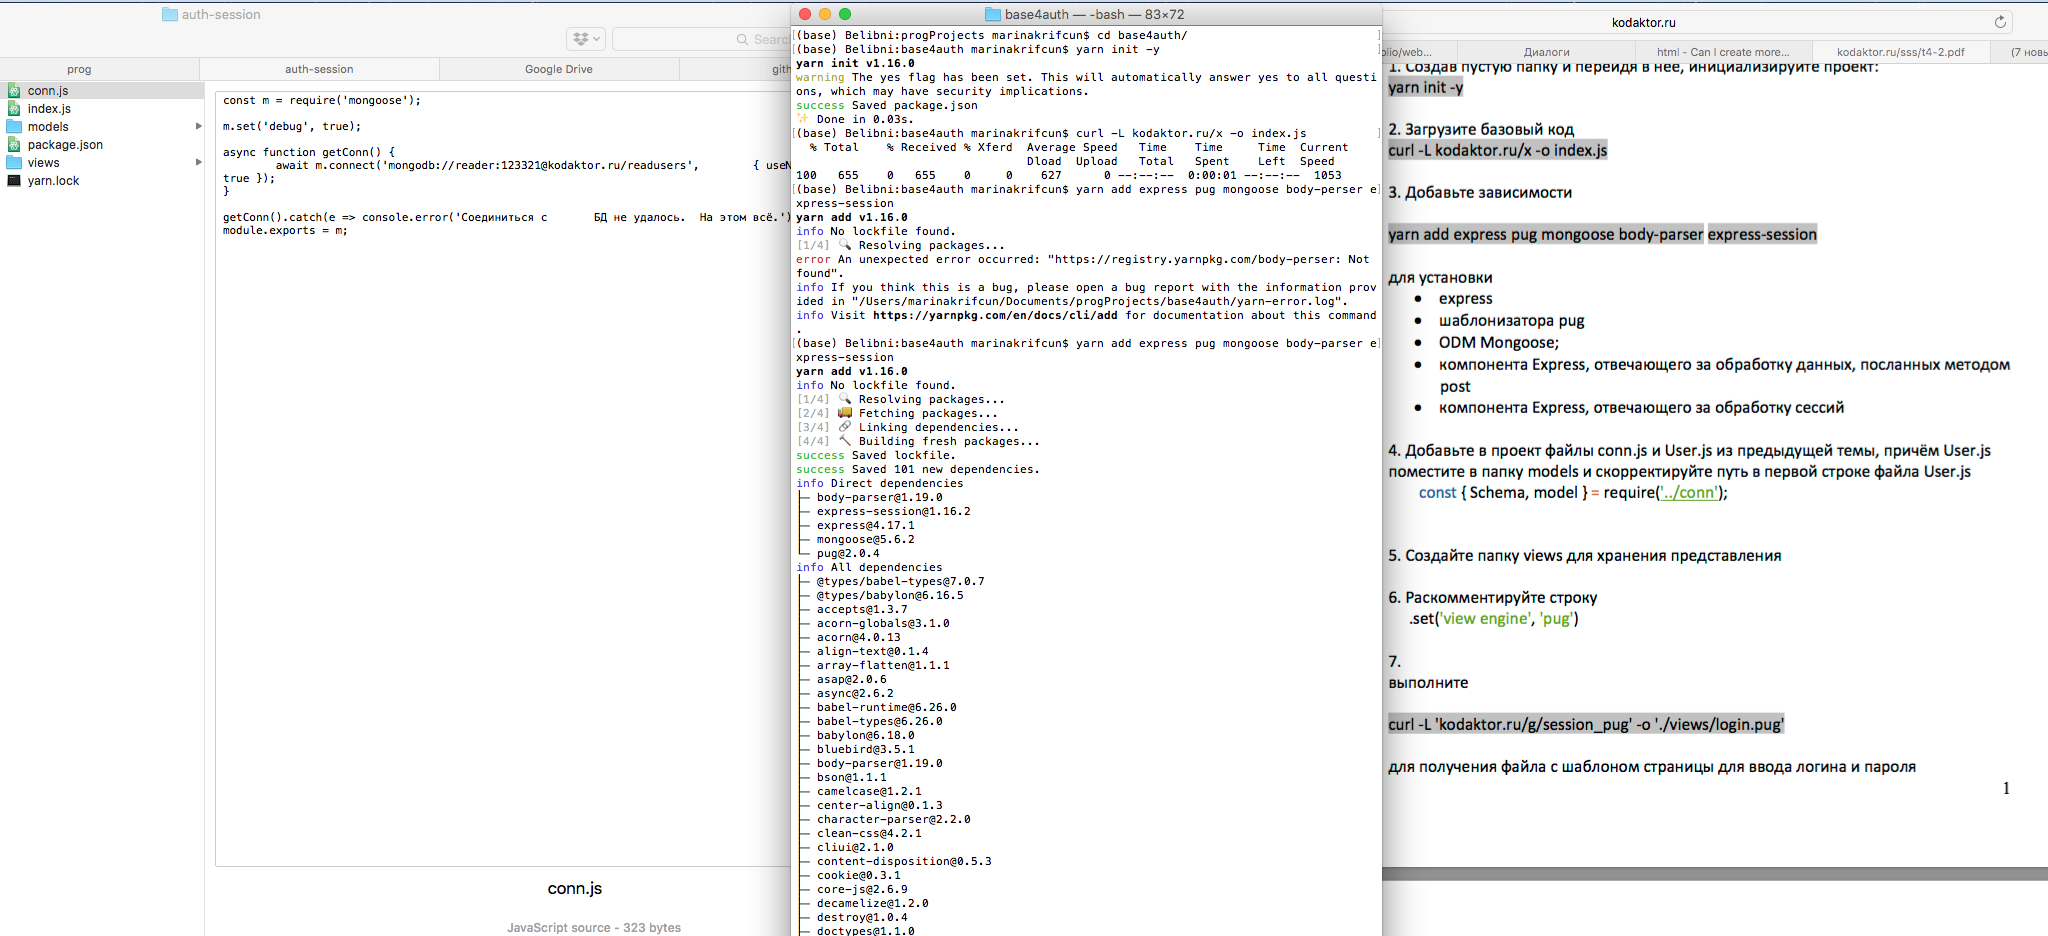 auth-session
Search
prog
auth-session
Google Drive
gith
conn.js
index.js
models
package.json
views
yarn.lock
const m = require('mongoose');
m.set('debug', true);
async function getConn() {
await m.connect('mongodb://reader:123321@kodaktor.ru/readusers', { useN
true });
}
getConn().catch(e => console.error('Соединиться с БД не удалось. На этом всё.')
module.exports = m;
conn.js
JavaScript source - 323 bytes
base4auth — -bash — 83×72
(base) Belibni:progProjects marinakrifcun$ cd base4auth/
(base) Belibni:base4auth marinakrifcun$ yarn init -y
yarn init v1.16.0
warning The yes flag has been set. This will automatically answer yes to all questi
ons, which may have security implications.
success Saved package.json
✨ Done in 0.03s.
(base) Belibni:base4auth marinakrifcun$ curl -L kodaktor.ru/x -o index.js
% Total % Received % Xferd Average Speed Time Time Time Current
Dload Upload Total Spent Left Speed
100 655 0 655 0 0 627 0 --:--:-- 0:00:01 --:--:-- 1053
(base) Belibni:base4auth marinakrifcun$ yarn add express pug mongoose body-parser e
xpress-session
yarn add v1.16.0
info No lockfile found.
[1/4] 🔍 Resolving packages...
error An unexpected error occurred: "https://registry.yarnpkg.com/body-perser: Not
found".
info If you think this is a bug, please open a bug report with the information prov
ided in "/Users/marinakrifcun/Documents/progProjects/base4auth/yarn-error.log".
info Visit https://yarnpkg.com/en/docs/cli/add for documentation about this command
.
(base) Belibni:base4auth marinakrifcun$ yarn add express pug mongoose body-parser e
xpress-session
yarn add v1.16.0
info No lockfile found.
[1/4] 🔍 Resolving packages...
[2/4] 🚚 Fetching packages...
[3/4] 🔗 Linking dependencies...
[4/4] 🔨 Building fresh packages...
success Saved lockfile.
success Saved 101 new dependencies.
info Direct dependencies
├─ body-parser@1.19.0
├─ express-session@1.16.2
├─ express@4.17.1
├─ mongoose@5.6.2
└─ pug@2.0.4
info All dependencies
├─ @types/babel-types@7.0.7
├─ @types/babylon@6.16.5
├─ accepts@1.3.7
├─ acorn-globals@3.1.0
├─ acorn@4.0.13
├─ align-text@0.1.4
├─ array-flatten@1.1.1
├─ asap@2.0.6
├─ async@2.6.2
├─ babel-runtime@6.26.0
├─ babel-types@6.26.0
├─ babylon@6.18.0
├─ bluebird@3.5.1
├─ body-parser@1.19.0
├─ bson@1.1.1
├─ camelcase@1.2.1
├─ center-align@0.1.3
├─ character-parser@2.2.0
├─ clean-css@4.2.1
├─ cliui@2.1.0
├─ content-disposition@0.5.3
├─ cookie@0.3.1
├─ core-js@2.6.9
├─ decamelize@1.2.0
├─ destroy@1.0.4
├─ doctypes@1.1.0
kodaktor.ru
olio/web...
Диалоги
html - Can I create more...
kodaktor.ru/sss/t4-2.pdf
(7 новы
1. Создав пустую папку и перейдя в нее, инициализируйте проект:
yarn init -y
2. Загрузите базовый код
curl -L kodaktor.ru/x -o index.js
3. Добавьте зависимости
yarn add express pug mongoose body-parser express-session
для установки
• express
• шаблонизатора pug
• ODM Mongoose;
• компонента Express, отвечающего за обработку данных, посланных методом
post
• компонента Express, отвечающего за обработку сессий
4. Добавьте в проект файлы conn.js и User.js из предыдущей темы, причём User.js
поместите в папку models и скорректируйте путь в первой строке файла User.js
const { Schema, model } = require('../conn');
5. Создайте папку views для хранения представления
6. Раскомментируйте строку
.set('view engine', 'pug')
7.
выполните
curl -L 'kodaktor.ru/g/session_pug' -o './views/login.pug'
для получения файла с шаблоном страницы для ввода логина и пароля
1